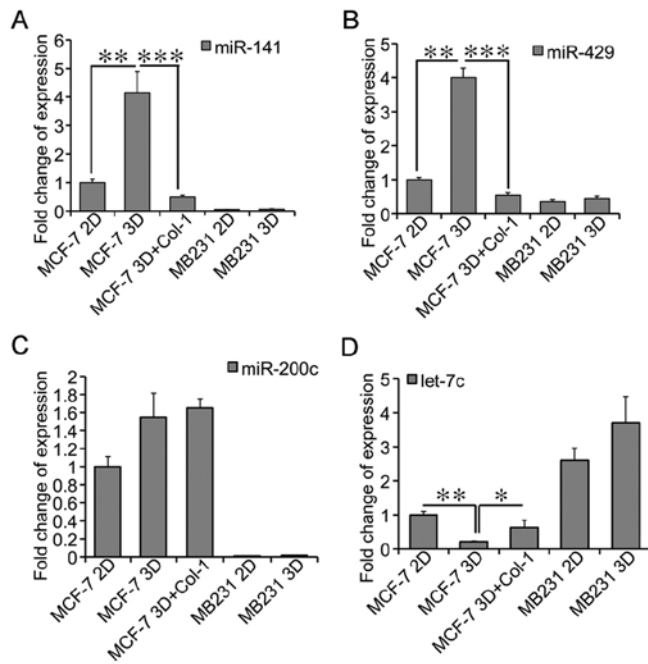 A
miR-141
Fold change of expression
6
5
4
2
1
0
** ***
MCF-7 2D
MCF-7 3D
MCF-7 3D+Col-1
MB231 2D
MB231 3D
B
miR-429
Fold change of expression
5
4
3
2
1
0
** ***
MCF-7 2D
MCF-7 3D
MCF-7 3D+Col-1
MB231 2D
MB231 3D
C
miR-200c
Fold change of expression
2
1.8
1.6
1.4
1.2
1
0.8
0.6
0.4
0.2
0
MCF-7 2D
MCF-7 3D
MCF-7 3D+Col-1
MB231 2D
MB231 3D
D
let-7c
Fold change of expression
5
4
3
2
1
0
** *
MCF-7 2D
MCF-7 3D
MCF-7 3D+Col-1
MB231 2D
MB231 3D